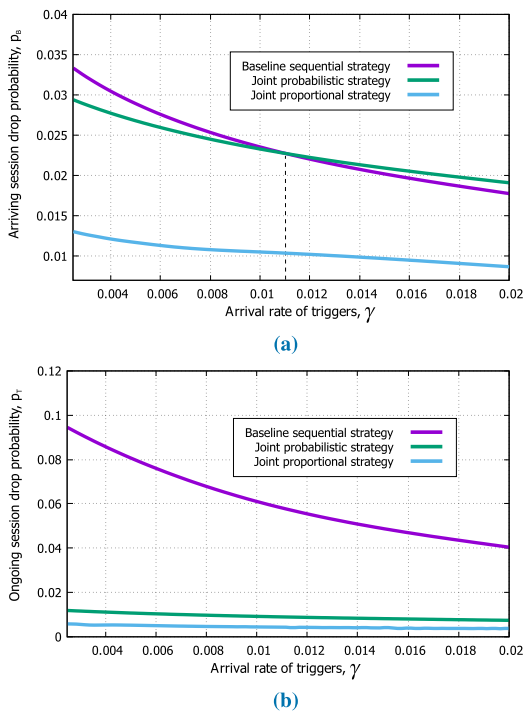 0.04
0.03
0.025
0.02
0.015
0.01
Arriving session drop probability, p_B
Baseline sequential strategy
Joint probabilistic strategy
Joint proportional strategy
0.004 0.006 0.008 0.01 0.012 0.014 0.016 0.018 0.02
Arrival rate of triggers, γ
(a)
0.12
0.1
0.08
0.06
0.04
0.02
0
Ongoing session drop probability, p_T
Baseline sequential strategy
Joint probabilistic strategy
Joint proportional strategy
0.004 0.006 0.008 0.01 0.012 0.014 0.016 0.018 0.02
Arrival rate of triggers, γ
(b)